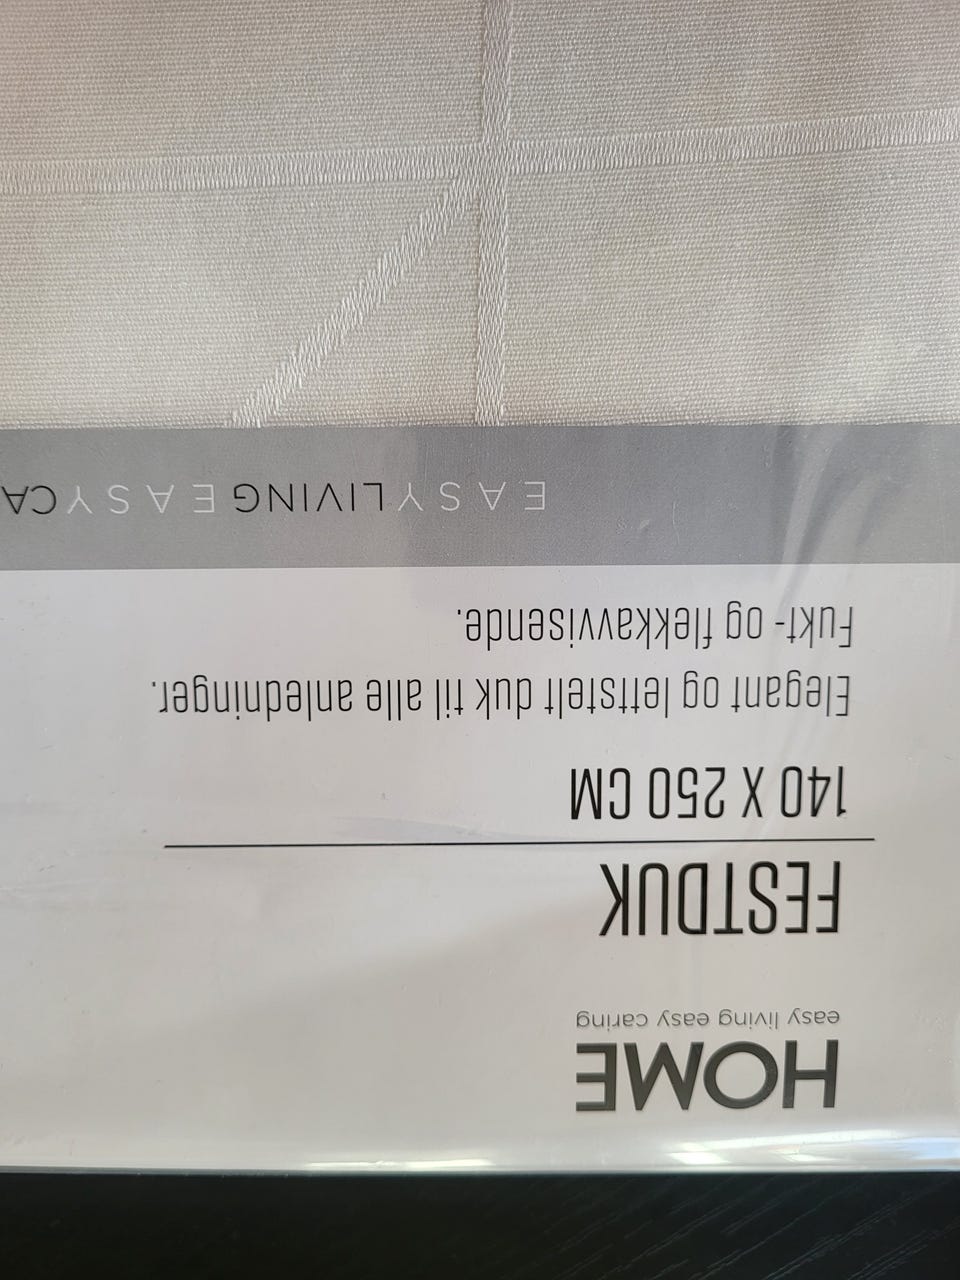 HOME
easy living easy caring
FESTDUK
140 X 250 CM
Elegant og lettstelt duk til alle anledninger.
Fukt- og flekkavvisende.
EASYLIVINGEASYCA